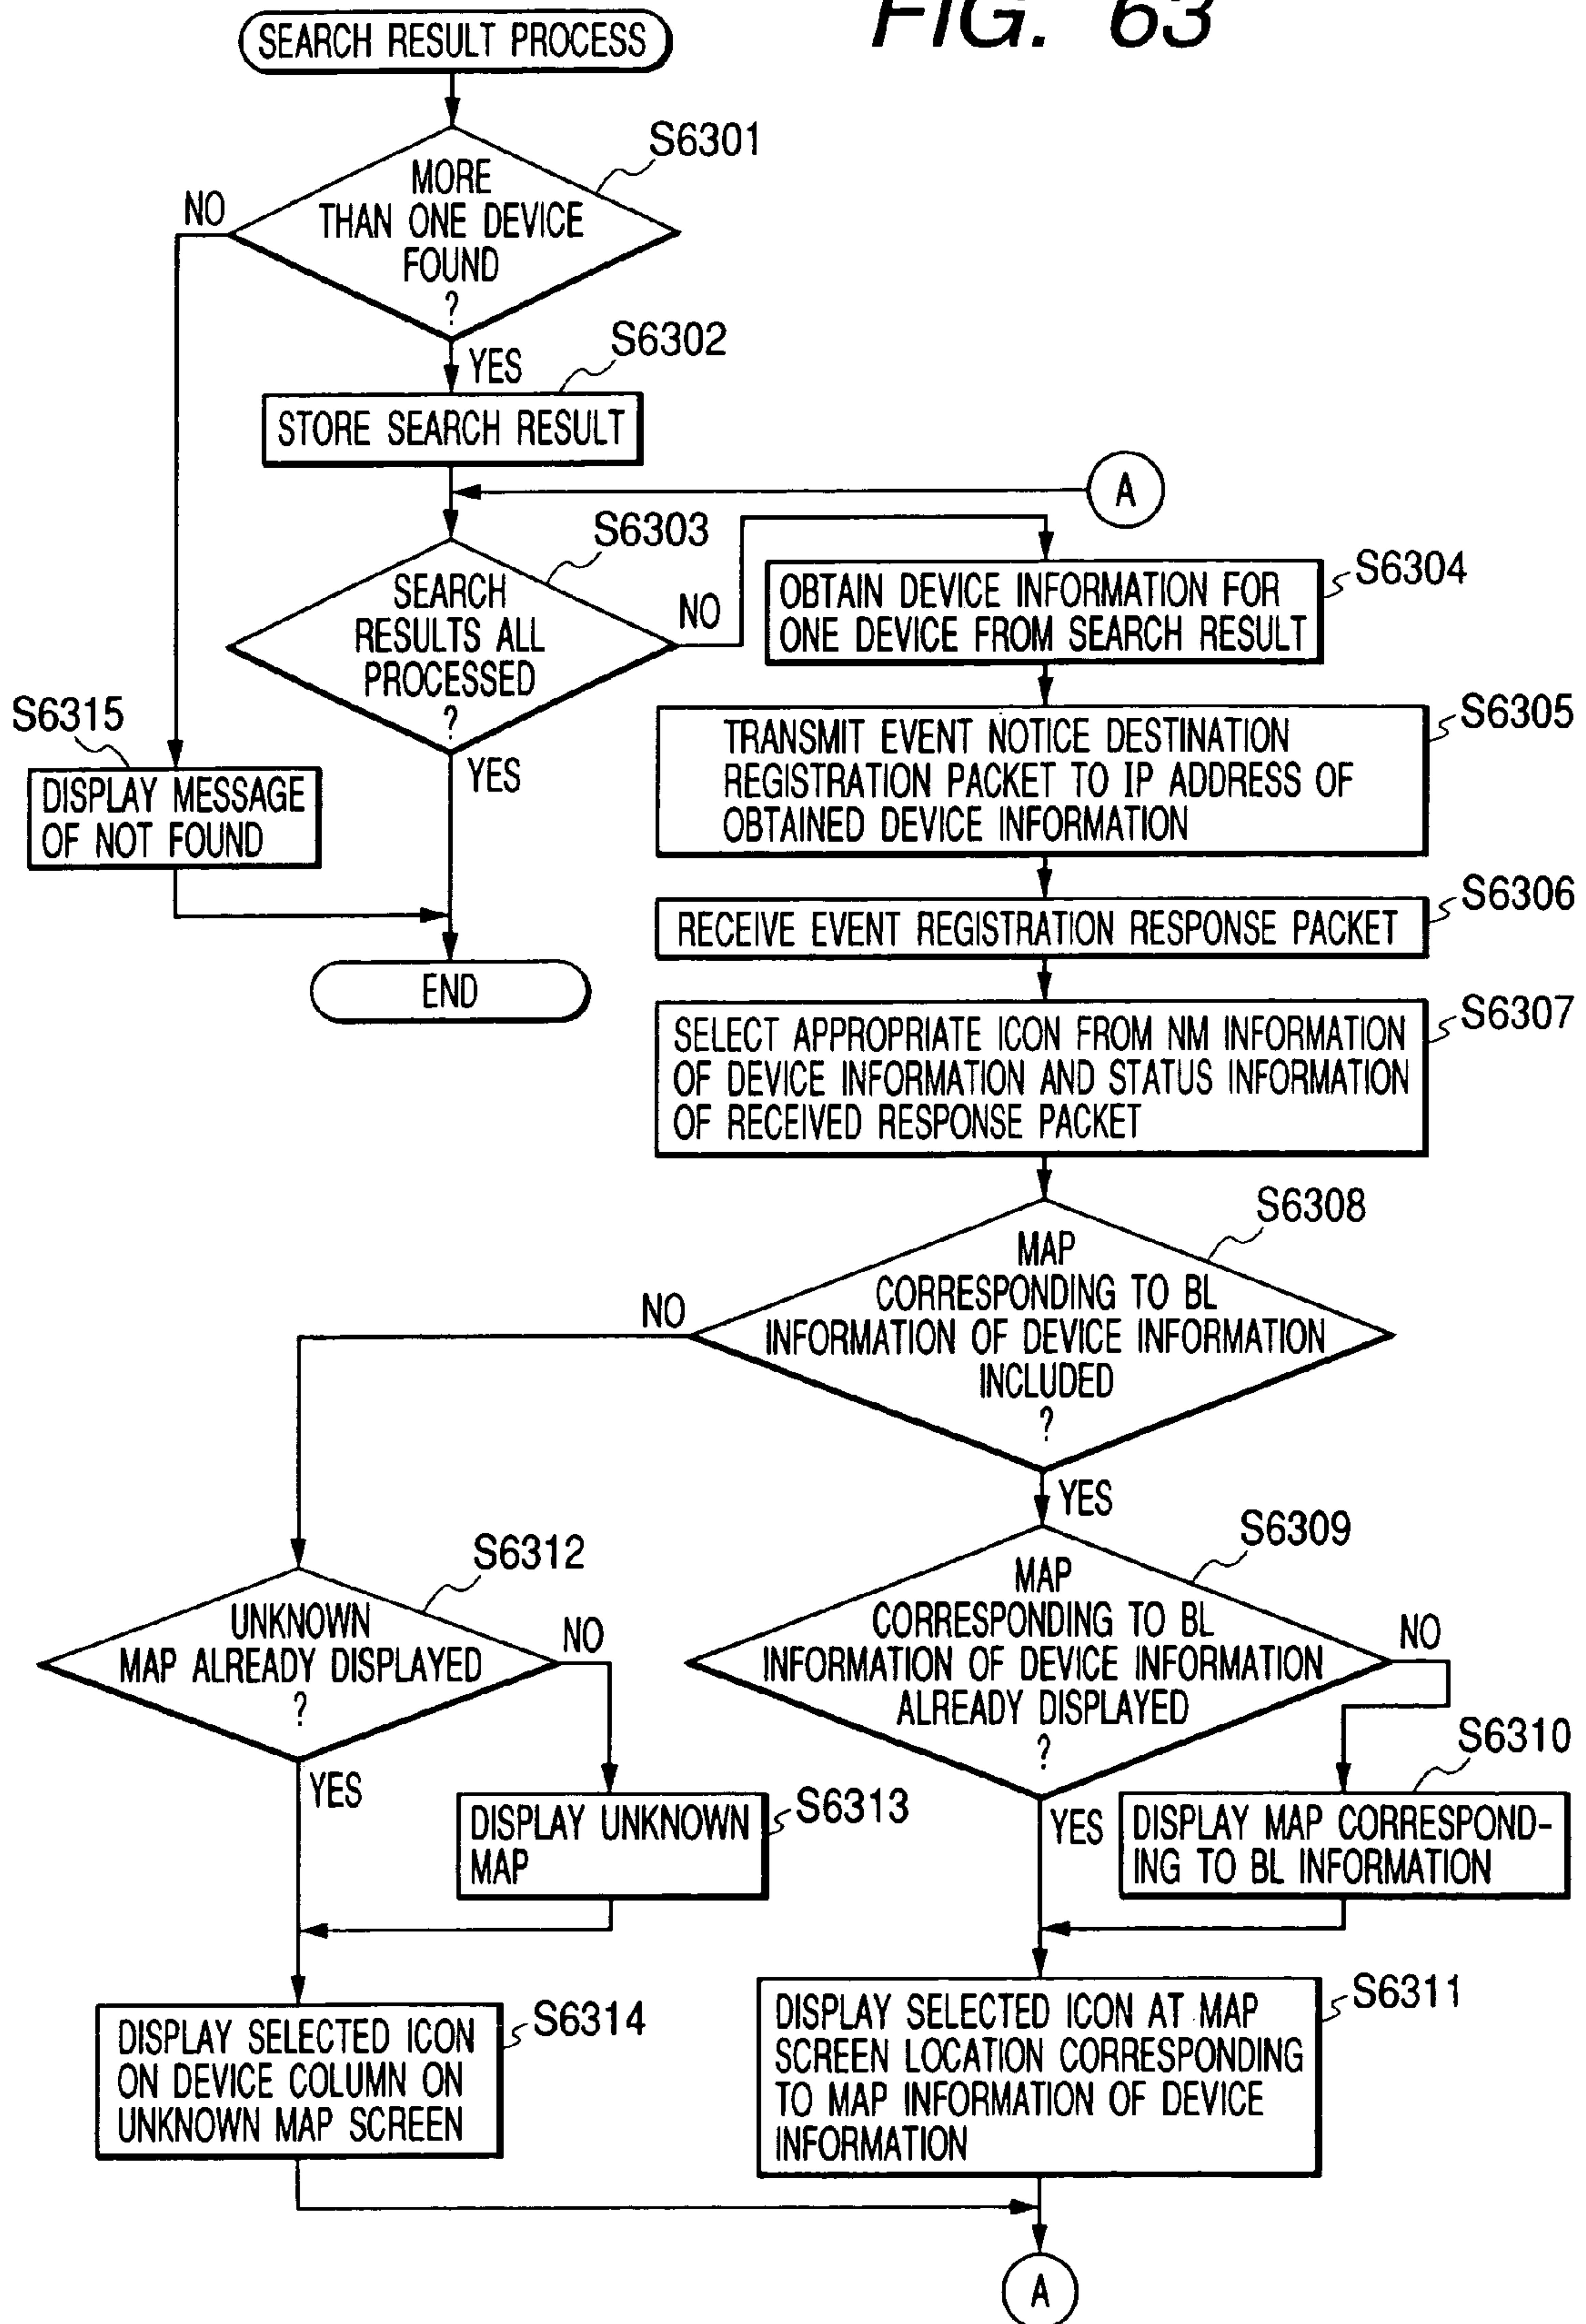 FIG. 63
SEARCH RESULT PROCESS
S6301
MORE
THAN ONE DEVICE
FOUND
?
NO
YES
S6302
STORE SEARCH RESULT
A
S6303
SEARCH
RESULTS ALL
PROCESSED
?
NO
YES
S6304
OBTAIN DEVICE INFORMATION FOR
ONE DEVICE FROM SEARCH RESULT
S6315
DISPLAY MESSAGE
OF NOT FOUND
END
S6305
TRANSMIT EVENT NOTICE DESTINATION
REGISTRATION PACKET TO IP ADDRESS OF
OBTAINED DEVICE INFORMATION
S6306
RECEIVE EVENT REGISTRATION RESPONSE PACKET
S6307
SELECT APPROPRIATE ICON FROM NM INFORMATION
OF DEVICE INFORMATION AND STATUS INFORMATION
OF RECEIVED RESPONSE PACKET
S6308
MAP
CORRESPONDING TO BL
INFORMATION OF DEVICE INFORMATION
INCLUDED
?
NO
YES
S6312
UNKNOWN
MAP ALREADY DISPLAYED
?
NO
YES
S6313
DISPLAY UNKNOWN
MAP
S6314
DISPLAY SELECTED ICON
ON DEVICE COLUMN ON
UNKNOWN MAP SCREEN
S6309
MAP
CORRESPONDING TO BL
INFORMATION OF DEVICE INFORMATION
ALREADY DISPLAYED
?
NO
YES
S6310
DISPLAY MAP CORRESPOND-
ING TO BL INFORMATION
S6311
DISPLAY SELECTED ICON AT MAP
SCREEN LOCATION CORRESPONDING
TO MAP INFORMATION OF DEVICE
INFORMATION
A